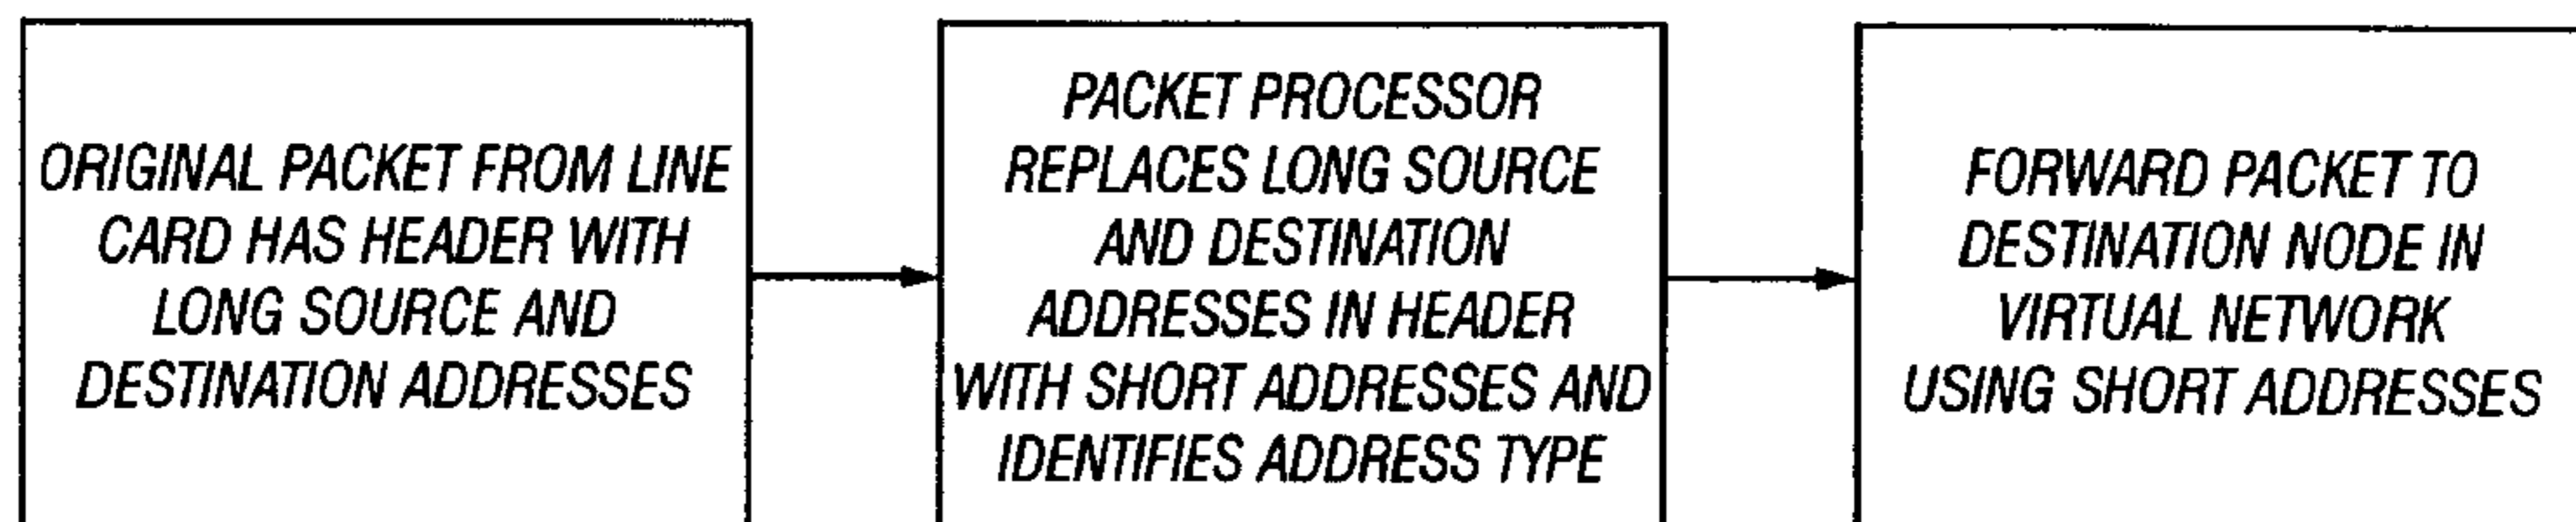 ORIGINAL PACKET FROM LINE
CARD HAS HEADER WITH
LONG SOURCE AND
DESTINATION ADDRESSES
PACKET PROCESSOR
REPLACES LONG SOURCE
AND DESTINATION
ADDRESSES IN HEADER
WITH SHORT ADDRESSES AND
IDENTIFIES ADDRESS TYPE
FORWARD PACKET TO
DESTINATION NODE IN
VIRTUAL NETWORK
USING SHORT ADDRESSES